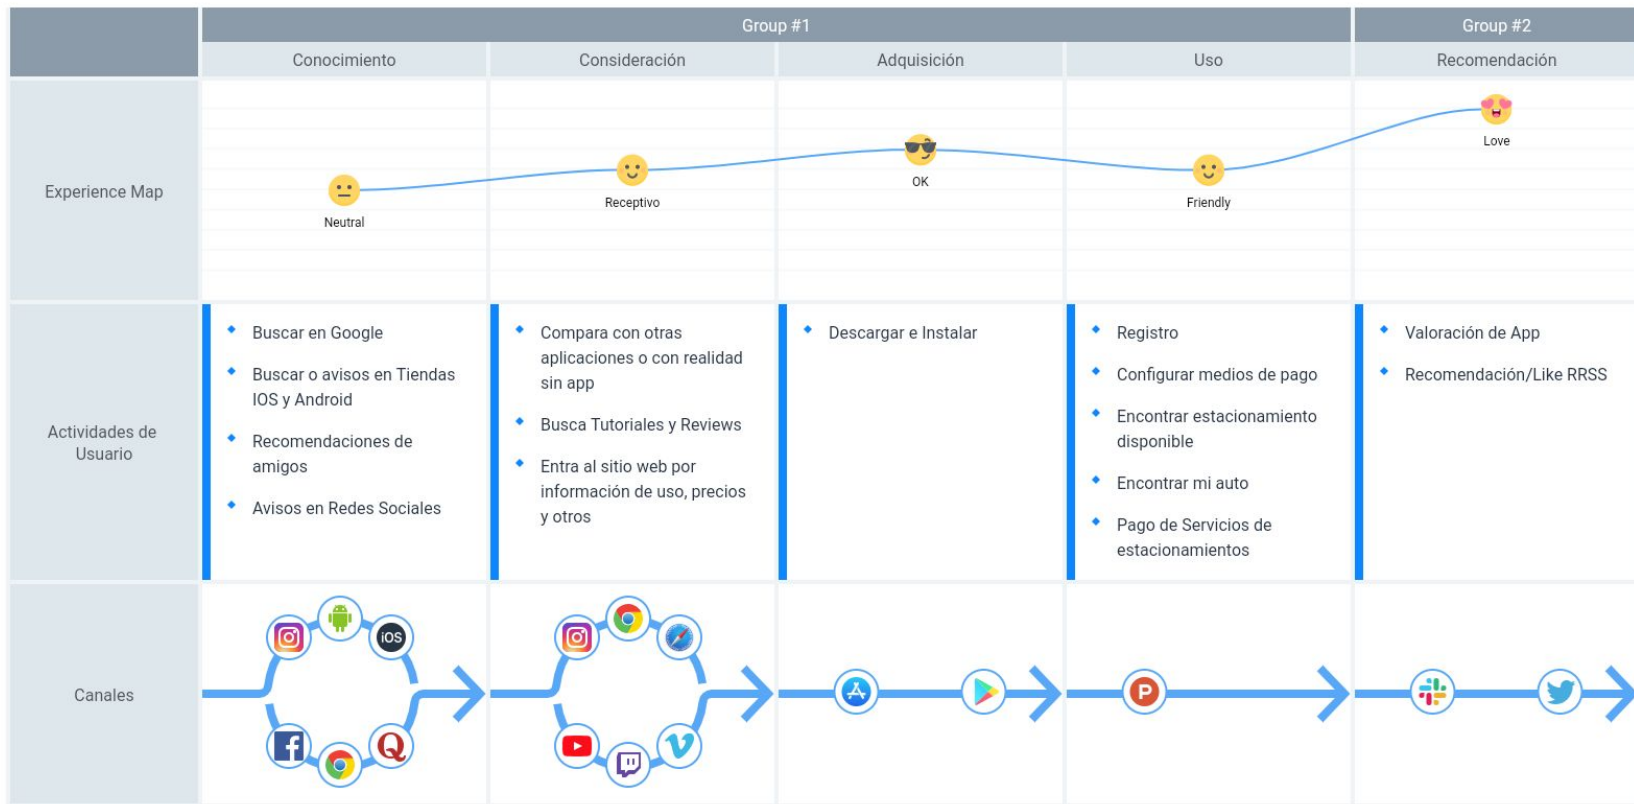 Group #1
Group #2
Conocimiento
Consideración
Adquisición
Uso
Recomendación
Experience Map
Neutral
Receptivo
OK
Friendly
Love
Actividades de
Usuario
Buscar en Google
Buscar o avisos en Tiendas
IOS y Android
Recomendaciones de
amigos
Avisos en Redes Sociales
Compara con otras
aplicaciones o con realidad
sin app
Busca Tutoriales y Reviews
Entra al sitio web por
información de uso, precios
y otros
Descargar e Instalar
Registro
Configurar medios de pago
Encontrar estacionamiento
disponible
Encontrar mi auto
Pago de Servicios de
estacionamientos
Valoración de App
Recomendación/Like RRSS
Canales
iOS